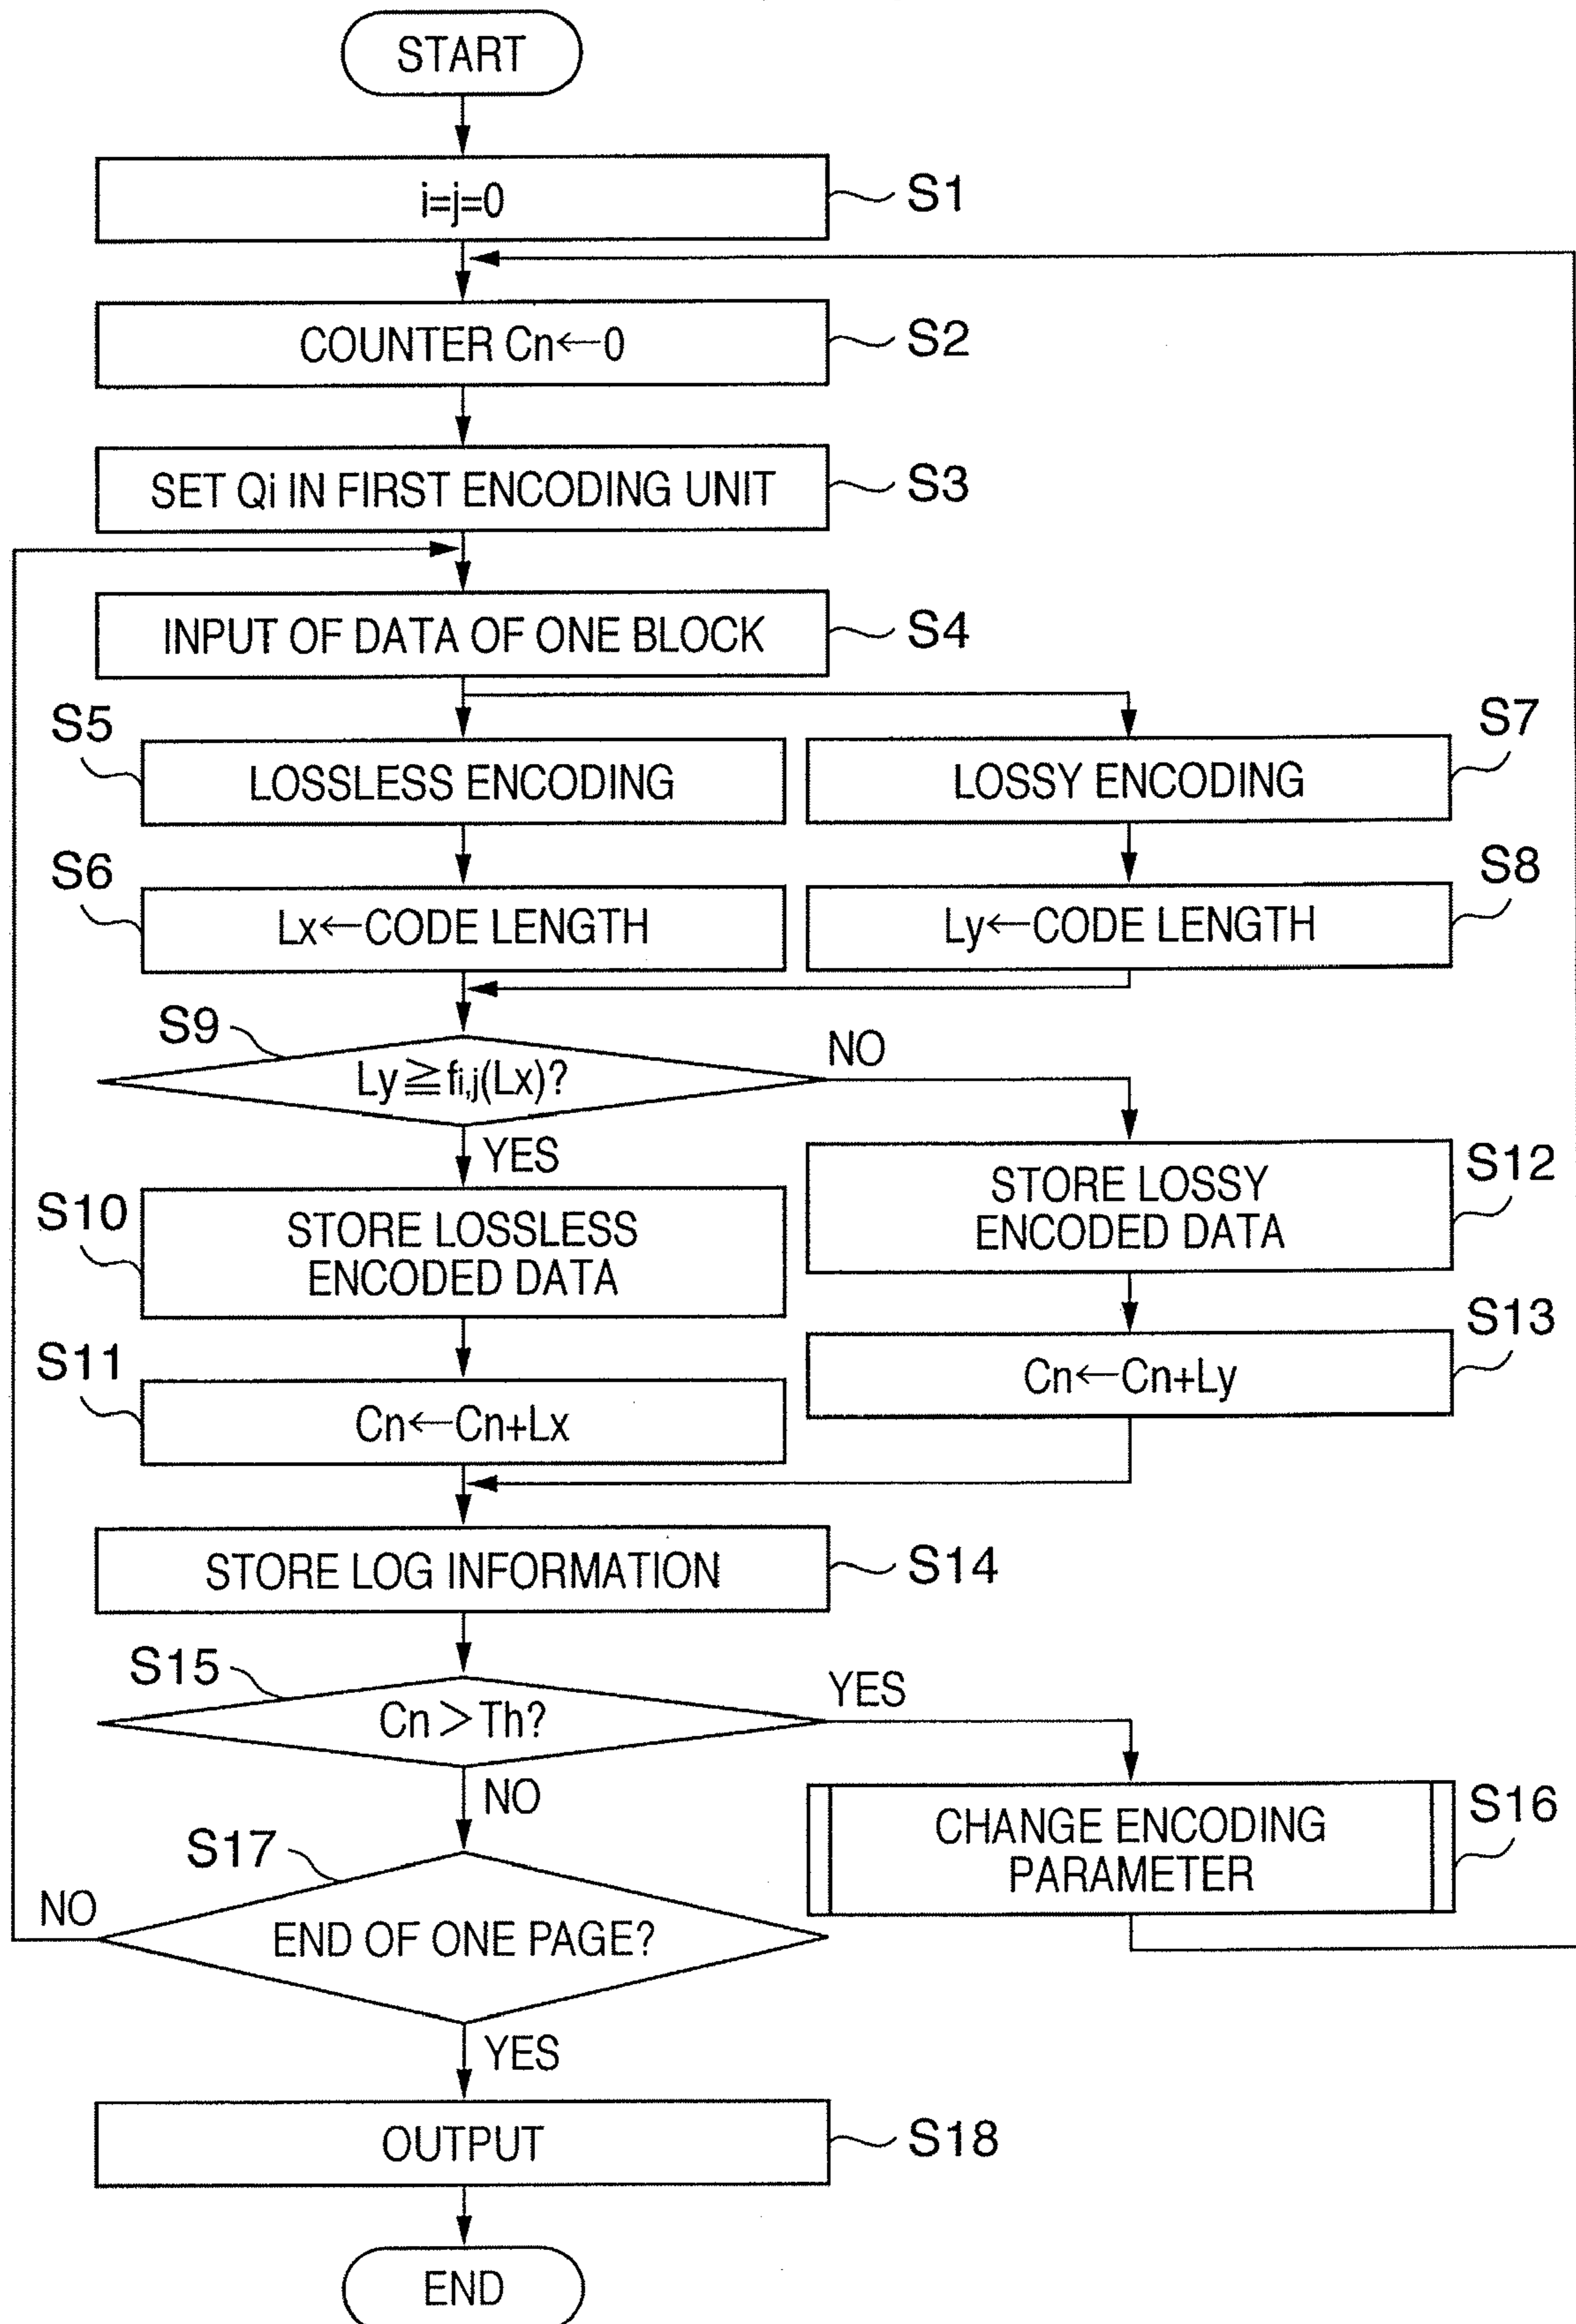 START
i=j=0
S1
COUNTER Cn←0
S2
SET Qi IN FIRST ENCODING UNIT
S3
INPUT OF DATA OF ONE BLOCK
S4
S5
LOSSLESS ENCODING
S7
LOSSY ENCODING
S6
Lx←CODE LENGTH
S8
Ly←CODE LENGTH
S9
Ly≧fi,j(Lx)?
NO
YES
S10
STORE LOSSLESS
ENCODED DATA
S12
STORE LOSSY
ENCODED DATA
S11
Cn←Cn+Lx
S13
Cn←Cn+Ly
STORE LOG INFORMATION
S14
S15
Cn>Th?
YES
NO
S16
CHANGE ENCODING
PARAMETER
S17
END OF ONE PAGE?
NO
YES
OUTPUT
S18
END